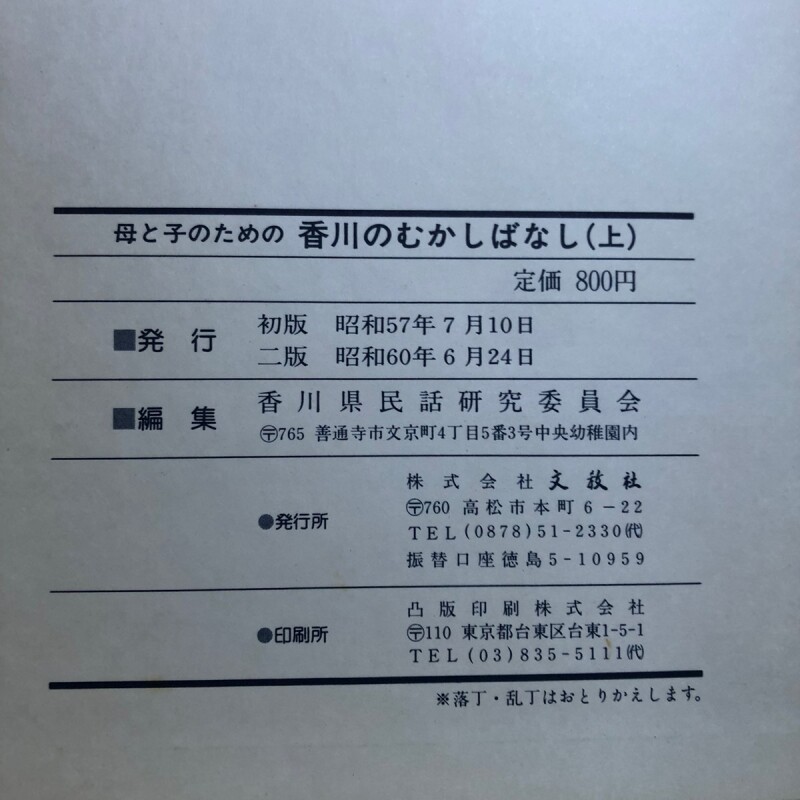 母と子のための 香川のむかしばなし(上)
定価 800円
■発行
初版 昭和57年7月10日
二版 昭和60年6月24日
■編集
香川県民話研究委員会
〶765 善通寺市文京町4丁目5番3号中央幼稚園内
●発行所
株式会社 文教社
〶760 高松市本町6-22
TEL(0878)51-2330㈹
振替口座徳島5-10959
●印刷所
凸版印刷株式会社
〶110 東京都台東区台東1-5-1
TEL(03)835-5111㈹
※落丁・乱丁はおとりかえします。